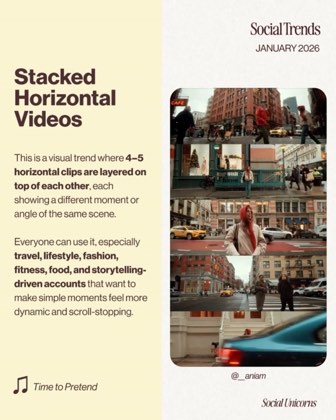 Social Trends
JANUARY 2026
Stacked
Horizontal
Videos
This is a visual trend where 4–5
horizontal clips are layered on
top of each other, each
showing a different moment or
angle of the same scene.
Everyone can use it, especially
travel, lifestyle, fashion,
fitness, food, and storytelling-
driven accounts that want to
make simple moments feel more
dynamic and scroll-stopping.
Time to Pretend
CAFE
@_aniam
Social Unicorns